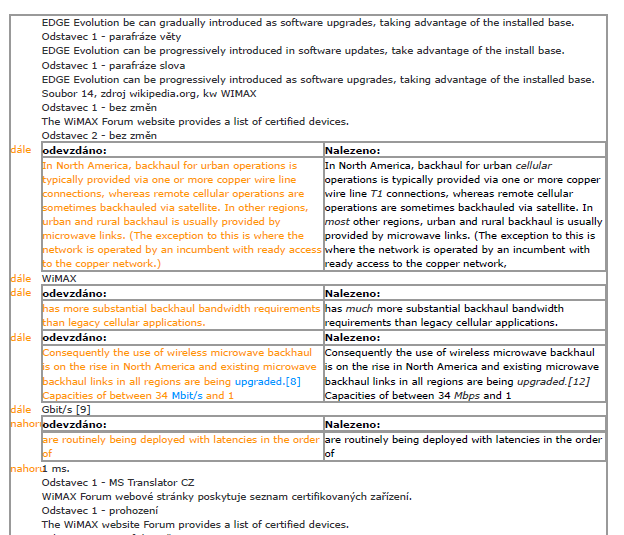 EDGE Evolution be can gradually introduced as software upgrades, taking advantage of the installed base.
Odstavec 1 - parafráze věty
EDGE Evolution can be progressively introduced in software updates, take advantage of the install base.
Odstavec 1 - parafráze slova
EDGE Evolution can be progressively introduced as software upgrades, taking advantage of the installed base.
Soubor 14, zdroj wikipedia.org, kw WIMAX
Odstavec 1 - bez změn
The WiMAX Forum website provides a list of certified devices.
Odstavec 2 - bez změn
dále
odevzdáno:
In North America, backhaul for urban operations is
typically provided via one or more copper wire line
connections, whereas remote cellular operations are
sometimes backhauled via satellite. In other regions,
urban and rural backhaul is usually provided by
microwave links. (The exception to this is where the
network is operated by an incumbent with ready access
to the copper network.)
Nalezeno:
In North America, backhaul for urban cellular
operations is typically provided via one or more copper
wire line T1 connections, whereas remote cellular
operations are sometimes backhauled via satellite. In
most other regions, urban and rural backhaul is usually
provided by microwave links. (The exception to this is
where the network is operated by an incumbent with
ready access to the copper network,
dále WiMAX
dále
odevzdáno:
has more substantial backhaul bandwidth requirements
than legacy cellular applications.
Nalezeno:
has much more substantial backhaul bandwidth
requirements than legacy cellular applications.
dále
odevzdáno:
Consequently the use of wireless microwave backhaul
is on the rise in North America and existing microwave
backhaul links in all regions are being upgraded.[8]
Capacities of between 34 Mbit/s and 1
Nalezeno:
Consequently the use of wireless microwave backhaul
is on the rise in North America and existing microwave
backhaul links in all regions are being upgraded.[12]
Capacities of between 34 Mbps and 1
dále Gbit/s [9]
nahoru
odevzdáno:
are routinely being deployed with latencies in the order
of
Nalezeno:
are routinely being deployed with latencies in the order
of
nahoru 1 ms.
Odstavec 1 - MS Translator CZ
WiMAX Forum webové stránky poskytuje seznam certifikovaných zařízení.
Odstavec 1 - prohození
The WiMAX website Forum provides a list of certified devices.